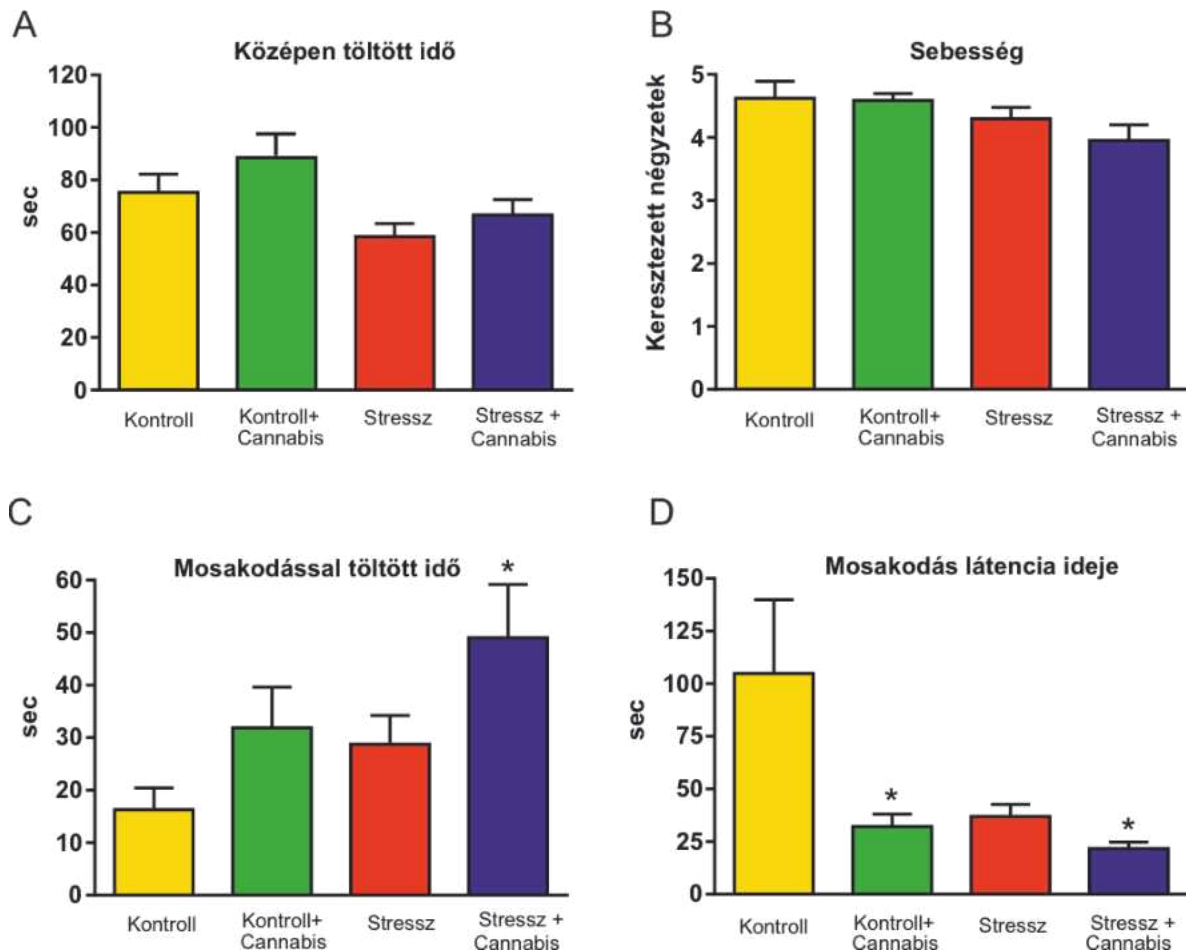 A
Középen töltött idő
120
100
80
60
40
20
0
sec
Kontroll
Kontroll+
Cannabis
Stressz
Stressz +
Cannabis
B
Sebesség
5
4
4
3
2
1
0
Keresztezett négyzetek
Kontroll
Kontroll+
Cannabis
Stressz
Stressz +
Cannabis
C
Mosakodással töltött idő
60
50
40
30
20
10
0
sec
*
Kontroll
Kontroll+
Cannabis
Stressz
Stressz +
Cannabis
D
Mosakodás látencia ideje
150
125
100
75
50
25
0
sec
*
*
Kontroll
Kontroll+
Cannabis
Stressz
Stressz +
Cannabis